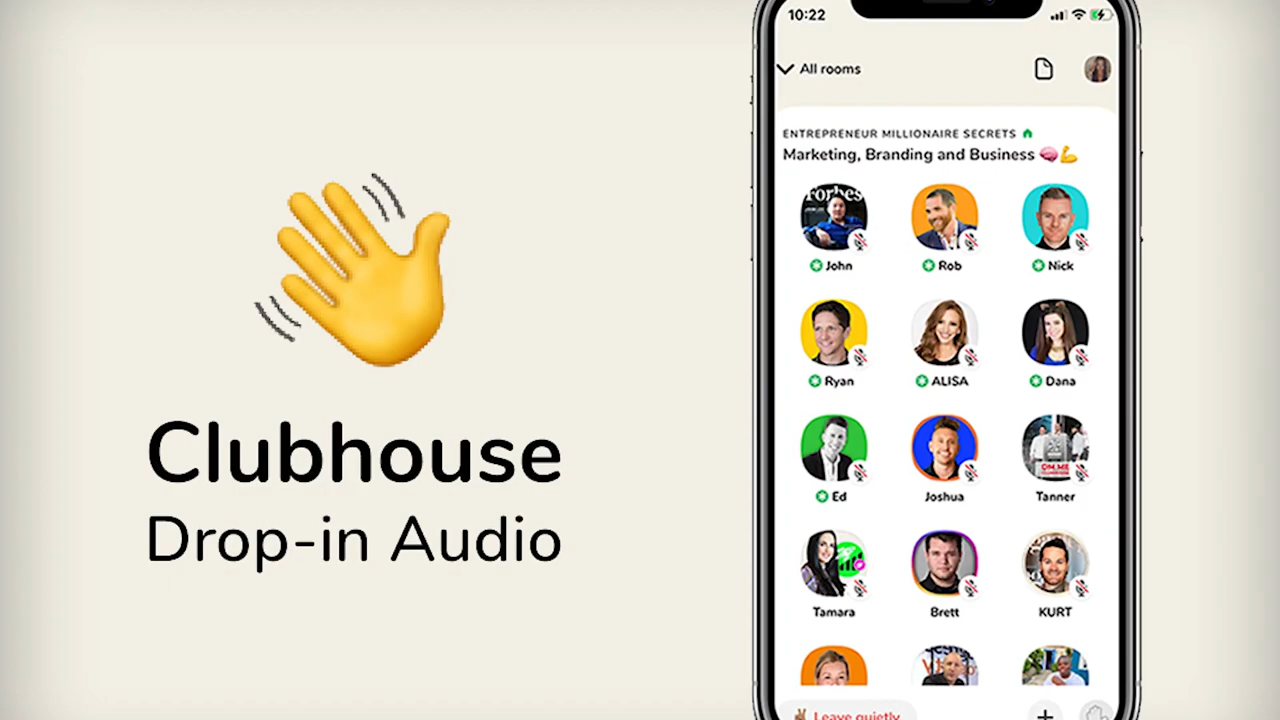 10:22
All rooms
ENTREPRENEUR MILLIONAIRE SECRETS
Marketing, Branding and Business
Forbes
John
Rob
Nick
Ryan
ALISA
Dana
Ed
Joshua
Tanner
Tamara
Brett
KURT
Leave quietly
Clubhouse
Drop-in Audio